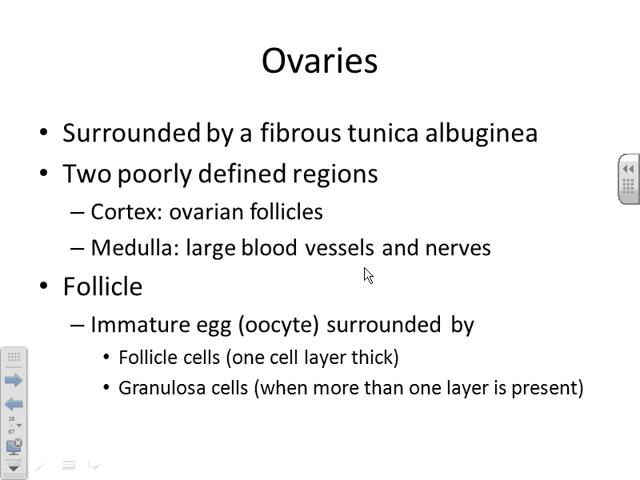 Ovaries
• Surrounded by a fibrous tunica albuginea
• Two poorly defined regions
– Cortex: ovarian follicles
– Medulla: large blood vessels and nerves
• Follicle
– Immature egg (oocyte) surrounded by
• Follicle cells (one cell layer thick)
• Granulosa cells (when more than one layer is present)